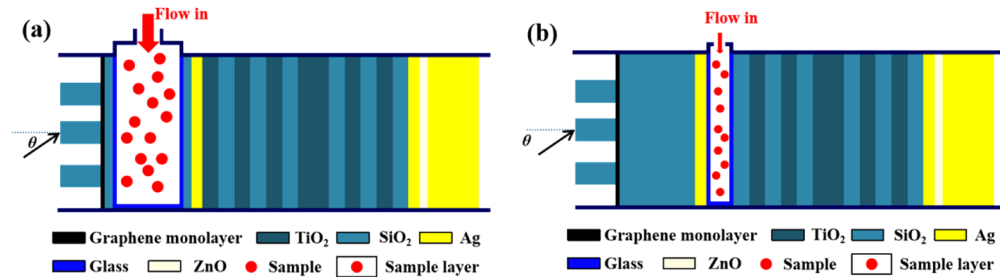 (a)
Flow in
θ
Graphene monolayer
TiO₂
SiO₂
Ag
Glass
ZnO
Sample
Sample layer
(b)
Flow in
θ
Graphene monolayer
TiO₂
SiO₂
Ag
Glass
ZnO
Sample
Sample layer